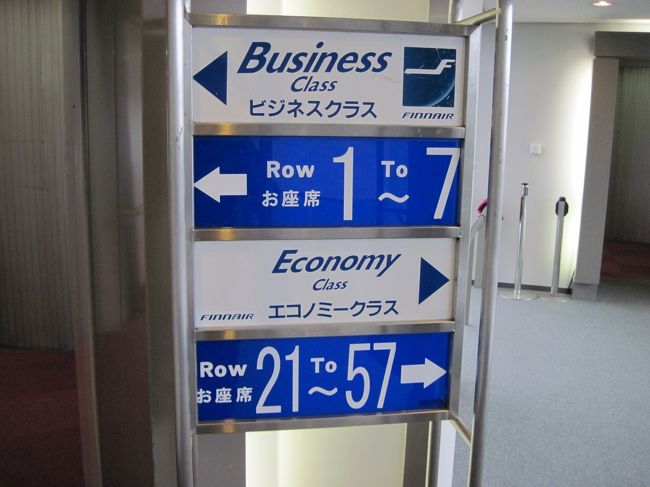 Business
Class
ビジネスクラス
FINNAIR
Row 1 To 7
お座席 ～
Economy
Class
FINNAIR エコノミークラス
Row 21 To 57
お座席 ～